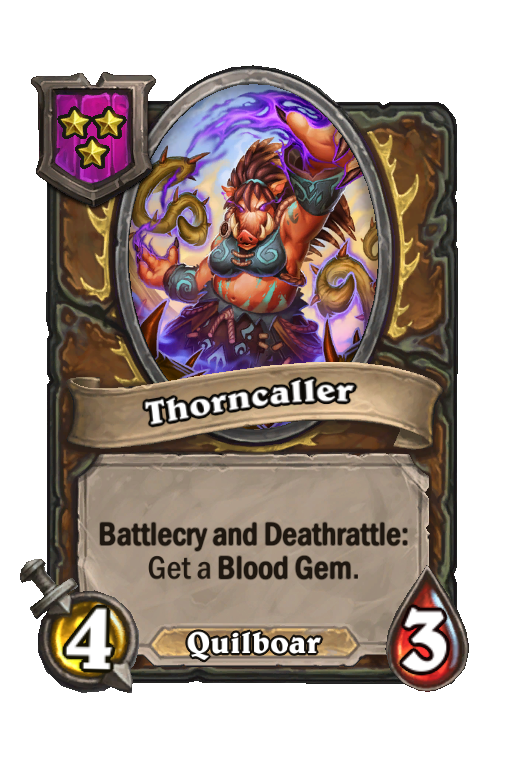 Thorncaller
Battlecry and Deathrattle:
Get a Blood Gem.
4
Quilboar
3